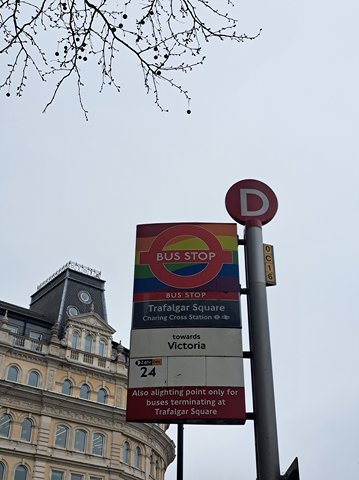 D
BUS STOP
BUS STOP
Trafalgar Square
Charing Cross Station
towards
Victoria
24hr
24
Also alighting point only for
buses terminating at
Trafalgar Square